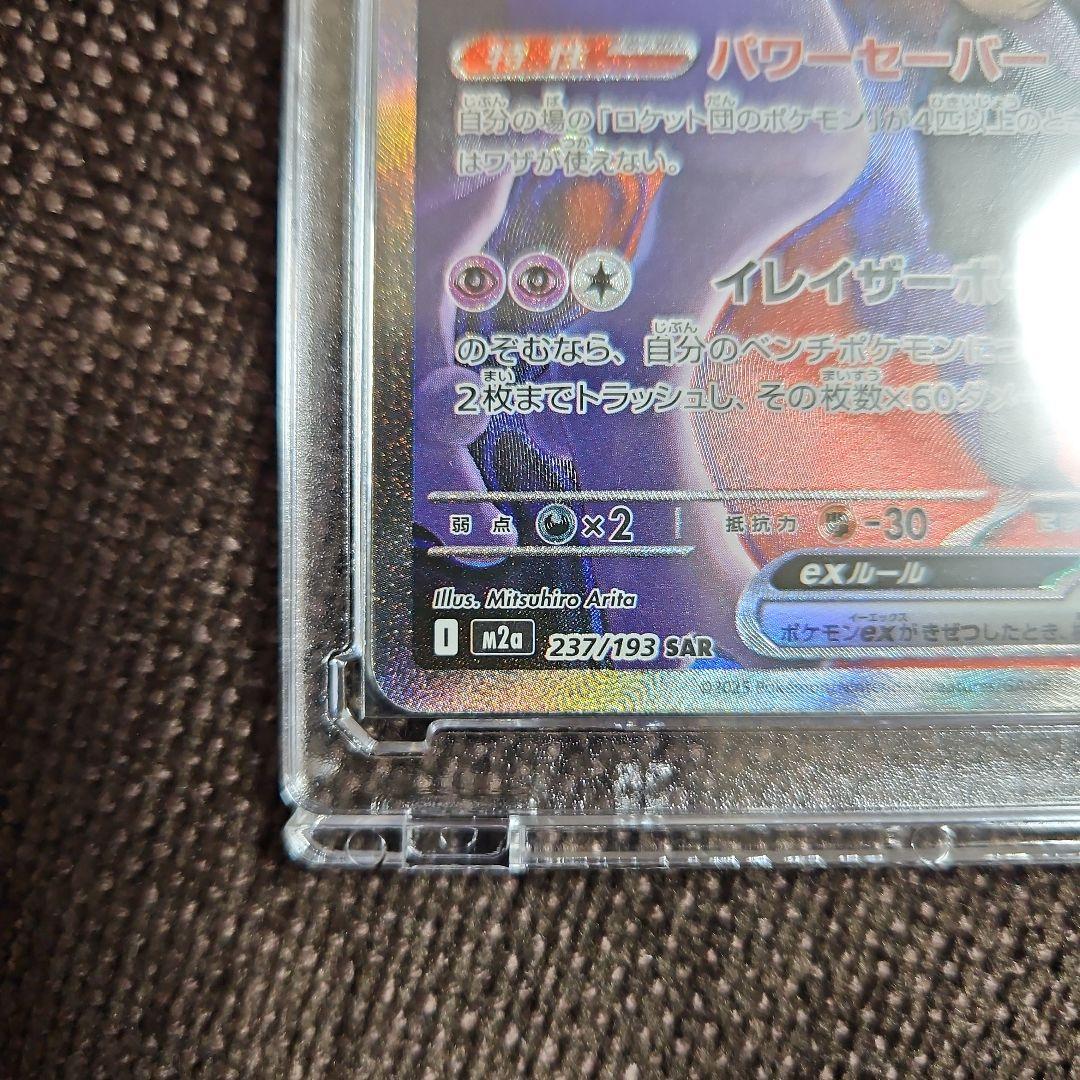 特性 パワーセーバー
自分の場の「ロケット団のポケモン」が4匹以上のと
はワザが使えない。
イレイザーボ
のぞむなら、自分のベンチポケモンに
2枚までトラッシュし、その枚数×60ダ
弱点 ×2 抵抗力 -30
exルール
Illus. Mitsuhiro Arita
ポケモンexがきぜつしたとき、
I m2a 237/193 SAR
©2025 Pokémon